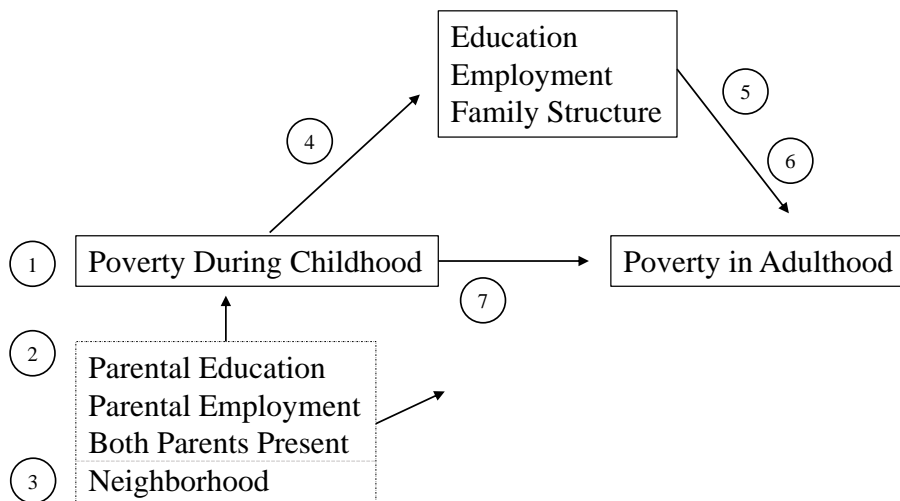 Education
Employment
Family Structure
5
4
6
1
Poverty During Childhood
Poverty in Adulthood
7
2
Parental Education
Parental Employment
Both Parents Present
3
Neighborhood